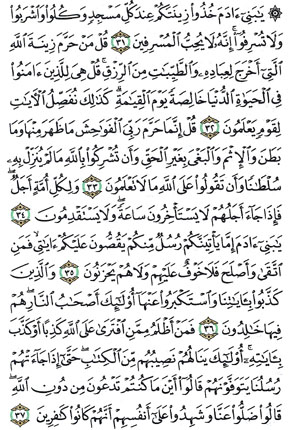 ۞ يَٰبَنِىٓ ءَادَمَ خُذُوا۟ زِينَتَكُمْ عِندَ كُلِّ مَسْجِدٍ وَكُلُوا۟ وَٱشْرَبُوا۟
وَلَا تُسْرِفُوٓا۟ إِنَّهُۥ لَا يُحِبُّ ٱلْمُسْرِفِينَ ٣١ قُلْ مَنْ حَرَّمَ زِينَةَ ٱللَّهِ
ٱلَّتِىٓ أَخْرَجَ لِعِبَادِهِۦ وَٱلطَّيِّبَٰتِ مِنَ ٱلرِّزْقِ قُلْ هِىَ لِلَّذِينَ ءَامَنُوا۟
فِى ٱلْحَيَوٰةِ ٱلدُّنْيَا خَالِصَةً يَوْمَ ٱلْقِيَٰمَةِ كَذَٰلِكَ نُفَصِّلُ ٱلْءَايَٰتِ
لِقَوْمٍ يَعْلَمُونَ ٣٢ قُلْ إِنَّمَا حَرَّمَ رَبِّىَ ٱلْفَوَٰحِشَ مَا ظَهَرَ مِنْهَا وَمَا
بَطَنَ وَٱلْإِثْمَ وَٱلْبَغْىَ بِغَيْرِ ٱلْحَقِّ وَأَن تُشْرِكُوا۟ بِٱللَّهِ مَا لَمْ يُنَزِّلْ بِهِۦ
سُلْطَٰنًا وَأَن تَقُولُوا۟ عَلَى ٱللَّهِ مَا لَا تَعْلَمُونَ ٣٣ وَلِكُلِّ أُمَّةٍ أَجَلٌ
فَإِذَا جَآءَ أَجَلُهُمْ لَا يَسْتَأْخِرُونَ سَاعَةً وَلَا يَسْتَقْدِمُونَ ٣٤
يَٰبَنِىٓ ءَادَمَ إِمَّا يَأْتِيَنَّكُمْ رُسُلٌ مِّنكُمْ يَقُصُّونَ عَلَيْكُمْ ءَايَٰتِى فَمَنِ
ٱتَّقَىٰ وَأَصْلَحَ فَلَا خَوْفٌ عَلَيْهِمْ وَلَا هُمْ يَحْزَنُونَ ٣٥ وَٱلَّذِينَ
كَذَّبُوا۟ بِـَٔايَٰتِنَا وَٱسْتَكْبَرُوا۟ عَنْهَآ أُو۟لَٰٓئِكَ أَصْحَٰبُ ٱلنَّارِ هُمْ
فِيهَا خَٰلِدُونَ ٣٦ فَمَنْ أَظْلَمُ مِمَّنِ ٱفْتَرَىٰ عَلَى ٱللَّهِ كَذِبًا أَوْ كَذَّبَ
بِـَٔايَٰتِهِۦٓ أُو۟لَٰٓئِكَ يَنَالُهُمْ نَصِيبُهُم مِّنَ ٱلْكِتَٰبِ حَتَّىٰٓ إِذَا جَآءَتْهُمْ
رُسُلُنَا يَتَوَفَّوْنَهُمْ قَالُوٓا۟ أَيْنَ مَا كُنتُمْ تَدْعُونَ مِن دُونِ ٱللَّهِ
قَالُوا۟ ضَلُّوا۟ عَنَّا وَشَهِدُوا۟ عَلَىٰٓ أَنفُسِهِمْ أَنَّهُمْ كَانُوا۟ كَٰفِرِينَ ٣٧